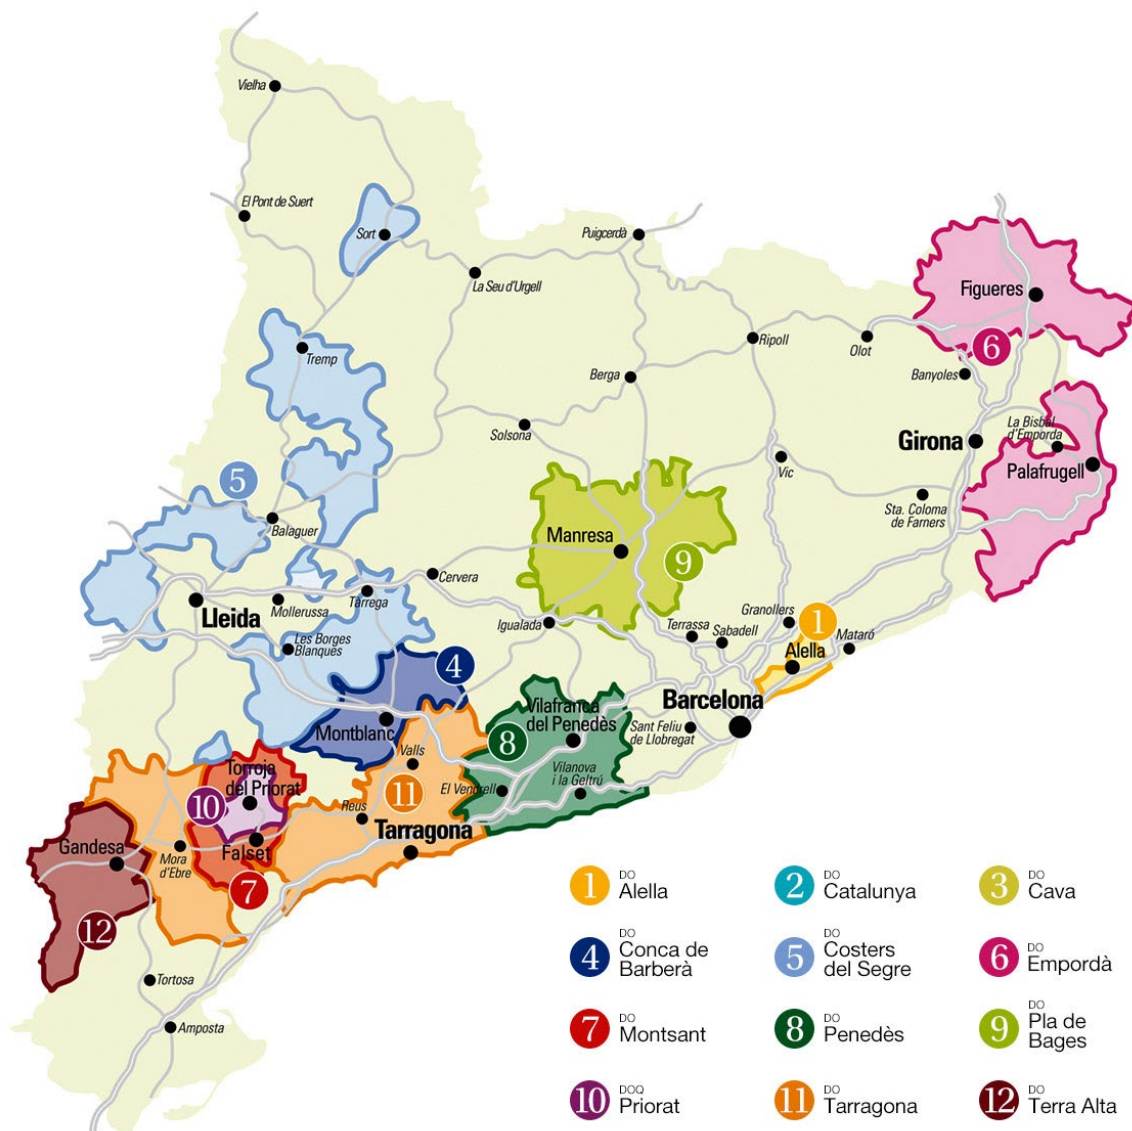 Vielha
El Pont de Suert
Sort
Puigcerdà
La Seu d'Urgell
Figueres
6
Tremp
Ripoll
Olot
Berga
Banyoles
Solsona
Girona
La Bisbal
d'Emporda
Palafrugell
Vic
5
Sta. Coloma
de Farners
Balaguer
Manresa
9
Cervera
Lleida
Mollerussa
Tàrrega
Igualada
Granollers
1
Terrassa
Sabadell
Mataró
Alella
Les Borges
Blanques
4
Barcelona
Montblanc
Vilafranca
del Penedès
8
Sant Feliu
de Llobregat
Valls
Torroja
del Priorat
10
11
El Vendrell
Vilanova
i la Geltrú
Reus
Tarragona
Gandesa
Mora
d'Ebre
Falset
7
12
Tortosa
Amposta
1
DO
Alella
2
DO
Catalunya
3
DO
Cava
4
DO
Conca de
Barberà
5
DO
Costers
del Segre
6
DO
Empordà
7
DO
Montsant
8
DO
Penedès
9
DO
Pla de
Bages
10
DOQ
Priorat
11
DO
Tarragona
12
DO
Terra Alta